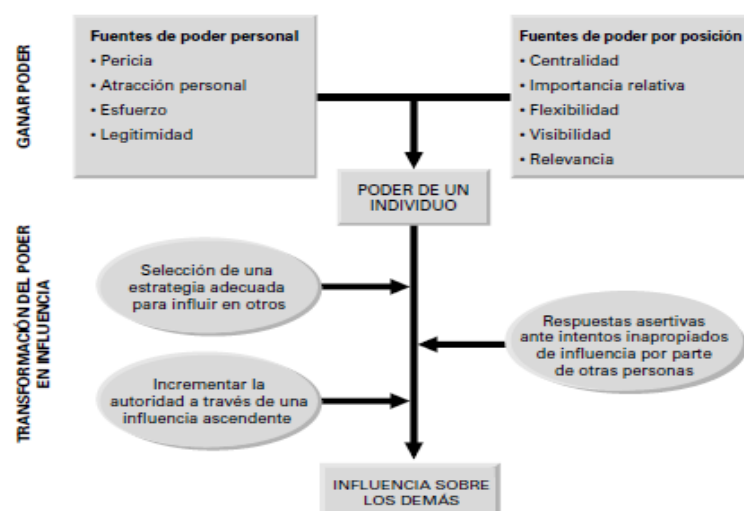 GANAR PODER
Fuentes de poder personal
• Pericia
• Atracción personal
• Esfuerzo
• Legitimidad
Fuentes de poder por posición
• Centralidad
• Importancia relativa
• Flexibilidad
• Visibilidad
• Relevancia
PODER DE UN
INDIVIDUO
TRANSFORMACIÓN DEL PODER
EN INFLUENCIA
Selección de una
estrategia adecuada
para influir en otros
Respuestas asertivas
ante intentos inapropiados
de influencia por parte
de otras personas
Incrementar la
autoridad a través de una
influencia ascendente
INFLUENCIA SOBRE
LOS DEMÁS